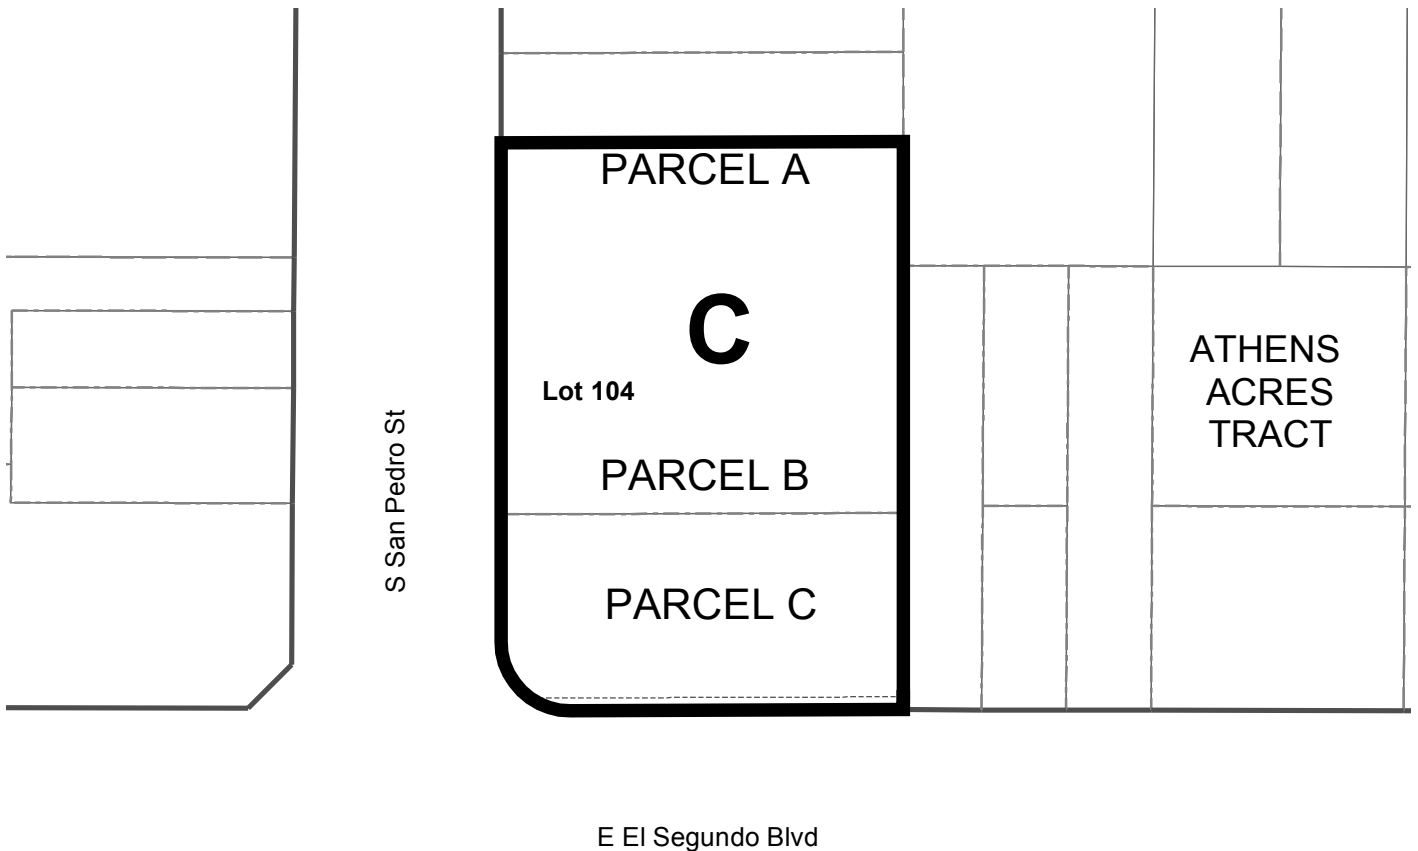 PARCEL A
C
ATHENS
ACRES
TRACT
Lot 104
S San Pedro St
PARCEL B
PARCEL C
E El Segundo Blvd